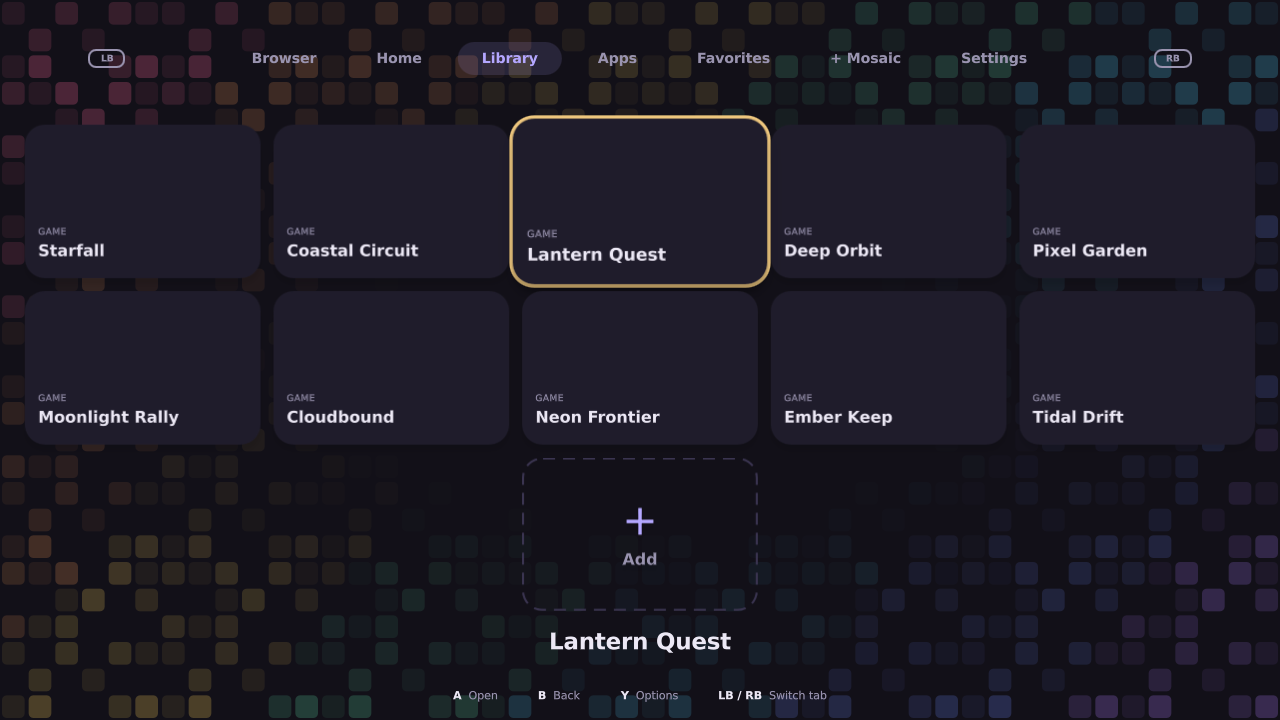 LB Browser Home Library Apps Favorites + Mosaic Settings RB
GAME GAME GAME GAME GAME
Starfall Coastal Circuit Lantern Quest Deep Orbit Pixel Garden
GAME GAME GAME GAME GAME
Moonlight Rally Cloudbound Neon Frontier Ember Keep Tidal Drift
+
Add
Lantern Quest
A Open B Back Y Options LB / RB Switch tab